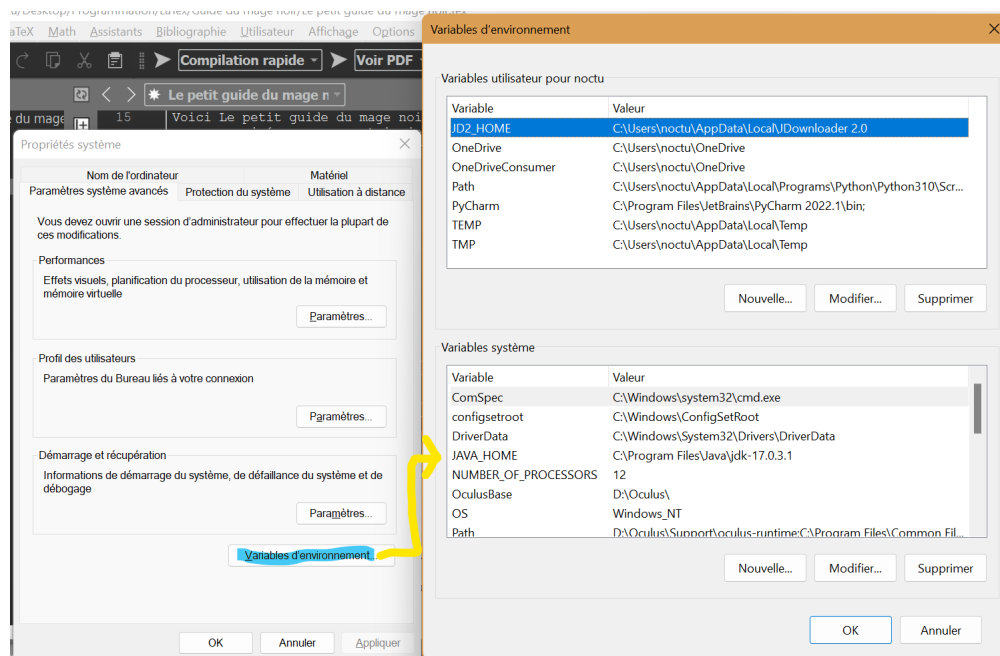 u/Desktop/Programmation/LaTex/Guide du mage noir/Le petit guide du mage noir.tex
aTeX Math Assistants Bibliographie Utilisateur Affichage Options
Compilation rapide Voir PDF
Le petit guide du mage n
du mage
15 Voici Le petit guide du mage noi
Propriétés système
Nom de l'ordinateur Matériel
Paramètres système avancés Protection du système Utilisation à distance
Vous devez ouvrir une session d'administrateur pour effectuer la plupart de
ces modifications.
Performances
Effets visuels, planification du processeur, utilisation de la mémoire et
mémoire virtuelle
Paramètres...
Profil des utilisateurs
Paramètres du Bureau liés à votre connexion
Paramètres...
Démarrage et récupération
Informations de démarrage du système, de défaillance du système et de
débogage
Paramètres...
Variables d'environnement...
OK Annuler Appliquer
Variables d'environnement
Variables utilisateur pour noctu
Variable Valeur
JD2_HOME C:\Users\noctu\AppData\Local\JDownloader 2.0
OneDrive C:\Users\noctu\OneDrive
OneDriveConsumer C:\Users\noctu\OneDrive
Path C:\Users\noctu\AppData\Local\Programs\Python\Python310\Scr...
PyCharm C:\Program Files\JetBrains\PyCharm 2022.1\bin;
TEMP C:\Users\noctu\AppData\Local\Temp
TMP C:\Users\noctu\AppData\Local\Temp
Nouvelle... Modifier... Supprimer
Variables système
Variable Valeur
ComSpec C:\Windows\system32\cmd.exe
configsetroot C:\Windows\ConfigSetRoot
DriverData C:\Windows\System32\Drivers\DriverData
JAVA_HOME C:\Program Files\Java\jdk-17.0.3.1
NUMBER_OF_PROCESSORS 12
OculusBase D:\Oculus\
OS Windows_NT
Path D:\Oculus\Support\oculus-runtime;C:\Program Files\Common Fil...
Nouvelle... Modifier... Supprimer
OK Annuler